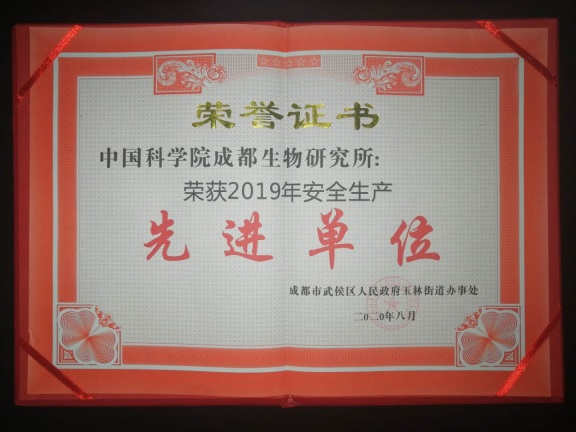 荣誉证书
中国科学院成都生物研究所:
荣获2019年安全生产
先进单位
成都市武侯区人民政府玉林街道办事处
二0二0年八月